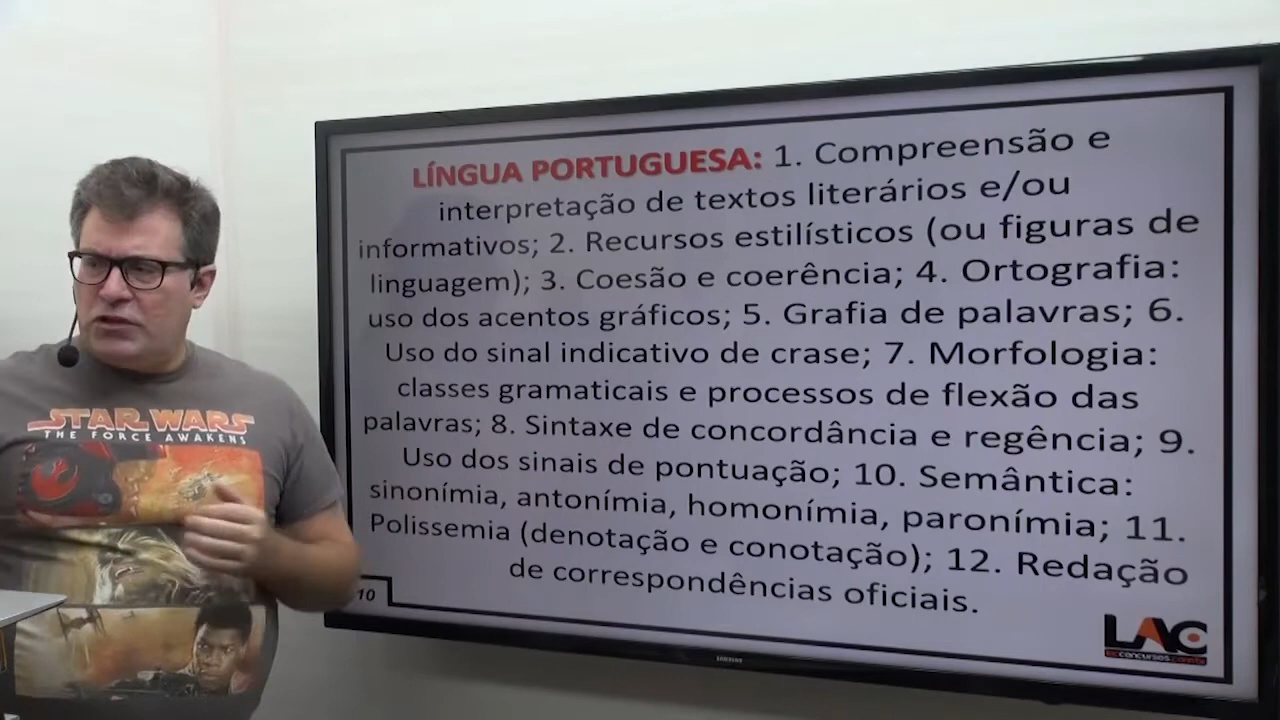 LÍNGUA PORTUGUESA: 1. Compreensão e
interpretação de textos literários e/ou
informativos; 2. Recursos estilísticos (ou figuras de
linguagem); 3. Coesão e coerência; 4. Ortografia:
uso dos acentos gráficos; 5. Grafia de palavras; 6.
Uso do sinal indicativo de crase; 7. Morfologia:
classes gramaticais e processos de flexão das
palavras; 8. Sintaxe de concordância e regência; 9.
Uso dos sinais de pontuação; 10. Semântica:
sinonímia, antonímia, homonímia, paronímia; 11.
Polissemia (denotação e conotação); 12. Redação
de correspondências oficiais.
10
LAC
lacconcursos.com.br
SAMSUNG
STAR WARS
THE FORCE AWAKENS